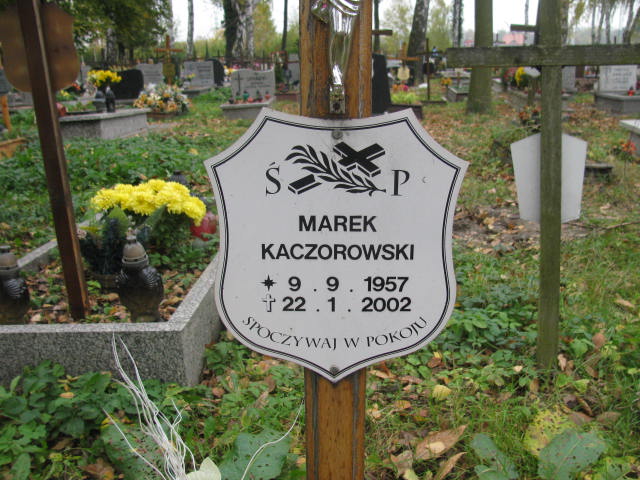 Ś P
MAREK
KACZOROWSKI
✶ 9 . 9 . 1957
† 22 . 1 . 2002
SPOCZYWAJ W POKOJU